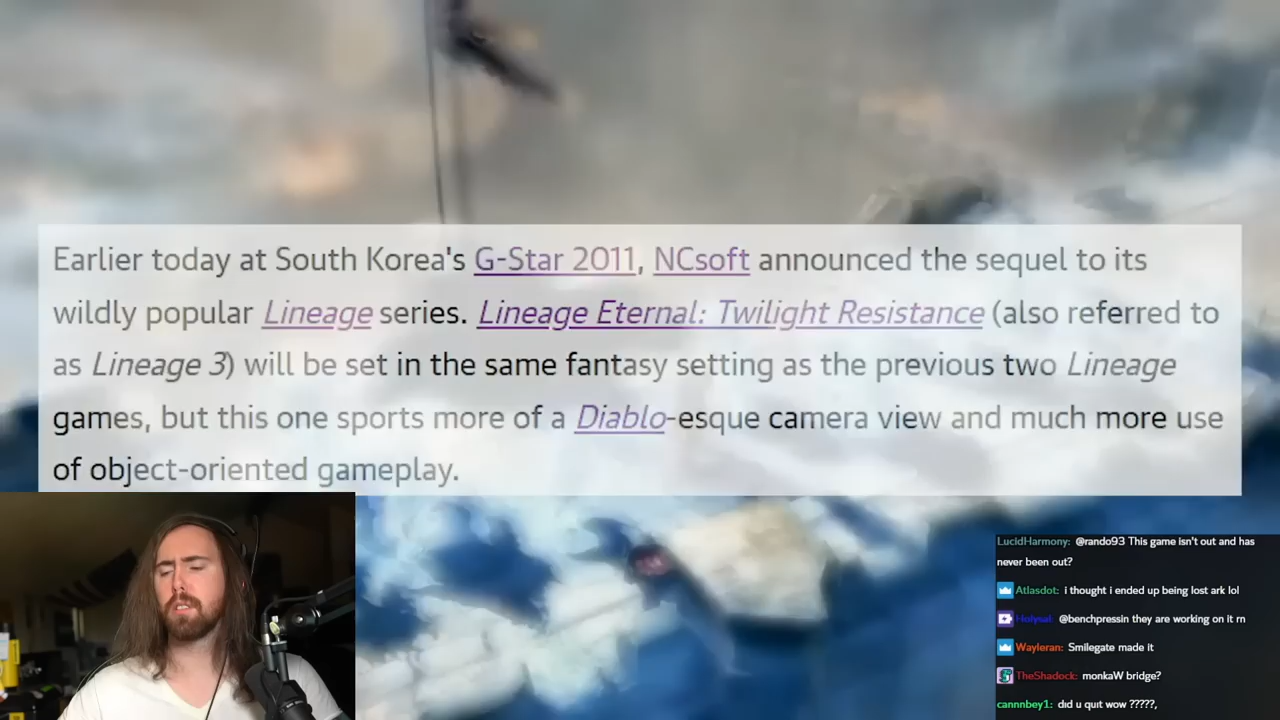 Earlier today at South Korea's G-Star 2011, NCsoft announced the sequel to its
wildly popular Lineage series. Lineage Eternal: Twilight Resistance (also referred to
as Lineage 3) will be set in the same fantasy setting as the previous two Lineage
games, but this one sports more of a Diablo-esque camera view and much more use
of object-oriented gameplay.
LucidHarmony: @rando93 This game isn't out and has
never been out?
Atlasdot: i thought i ended up being lost ark lol
Holysal: @benchpressin they are working on it rn
Wayleran: Smilegate made it
TheShadock: monkaW bridge?
cannnbey1: did u quit wow ?????,